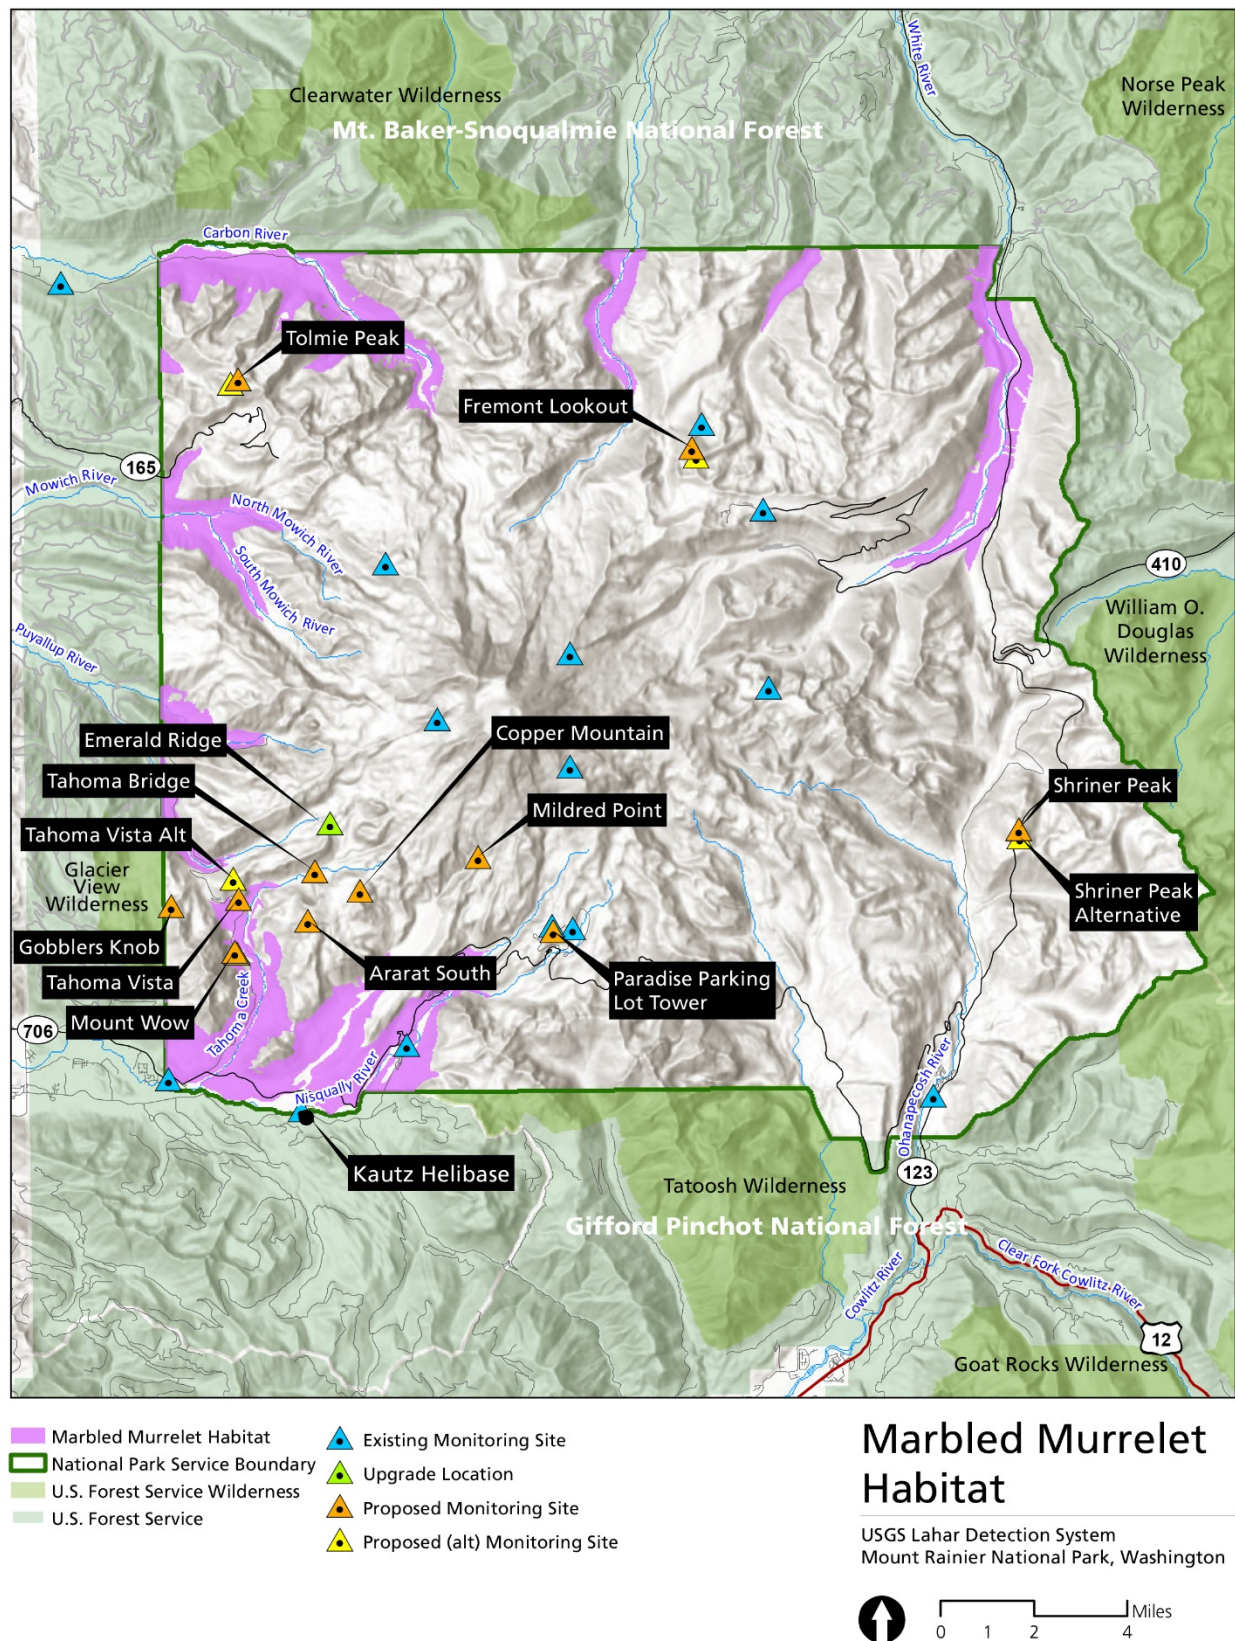 Clearwater Wilderness
Mt. Baker-Snoqualmie National Forest
White River
Norse Peak
Wilderness
Carbon River
Tolmie Peak
Fremont Lookout
165
Mowich River
North Mowich River
South Mowich River
410
William O.
Douglas
Wilderness
Puyallup River
Emerald Ridge
Copper Mountain
Tahoma Bridge
Mildred Point
Shriner Peak
Tahoma Vista Alt
Glacier
View
Wilderness
Shriner Peak
Alternative
Gobblers Knob
Ararat South
Paradise Parking
Lot Tower
Tahoma Vista
Mount Wow
706
Tahoma Creek
Nisqually River
Ohanapecosh River
Kautz Helibase
123
Tatoosh Wilderness
Gifford Pinchot National Forest
Cowlitz River
Clear Fork Cowlitz River
12
Goat Rocks Wilderness
Marbled Murrelet Habitat
National Park Service Boundary
U.S. Forest Service Wilderness
U.S. Forest Service
Existing Monitoring Site
Upgrade Location
Proposed Monitoring Site
Proposed (alt) Monitoring Site
Marbled Murrelet
Habitat
USGS Lahar Detection System
Mount Rainier National Park, Washington
Miles
0 1 2 4